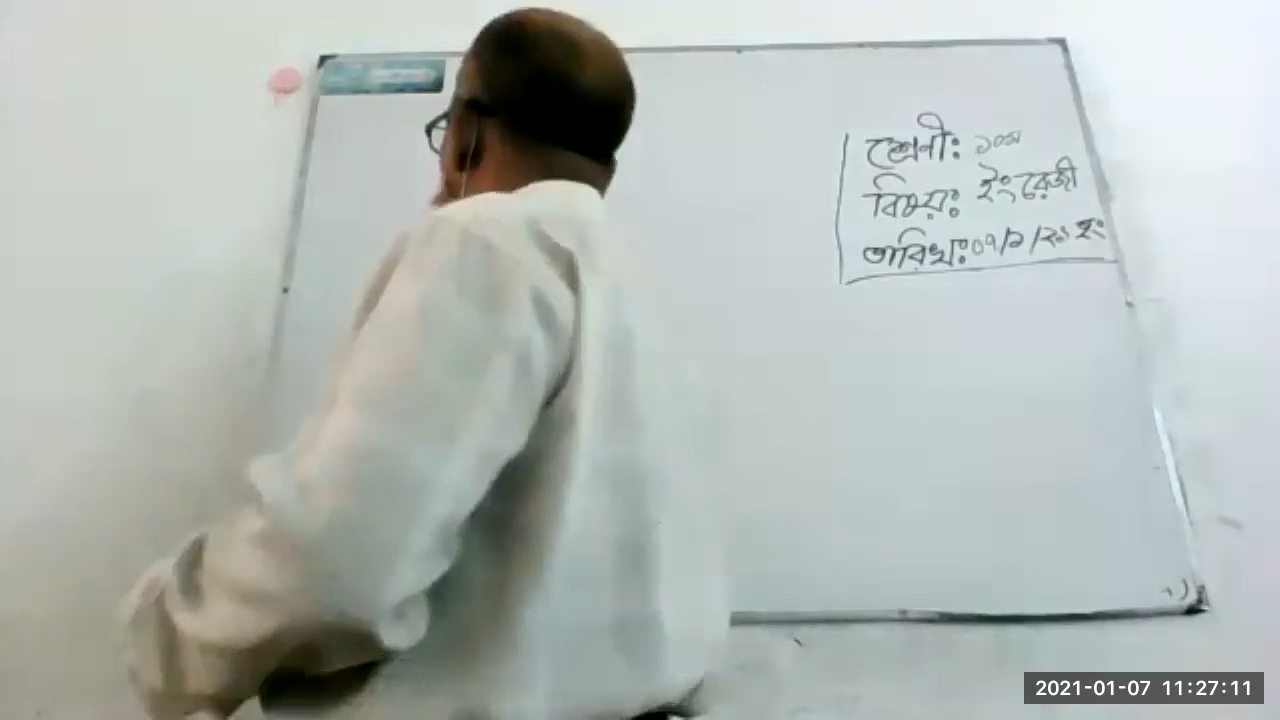 শ্রেণী: ১০ম
বিষয়: ইংরেজী
তারিখ: ০৭/১/২১ ইং
2021-01-07 11:27:11